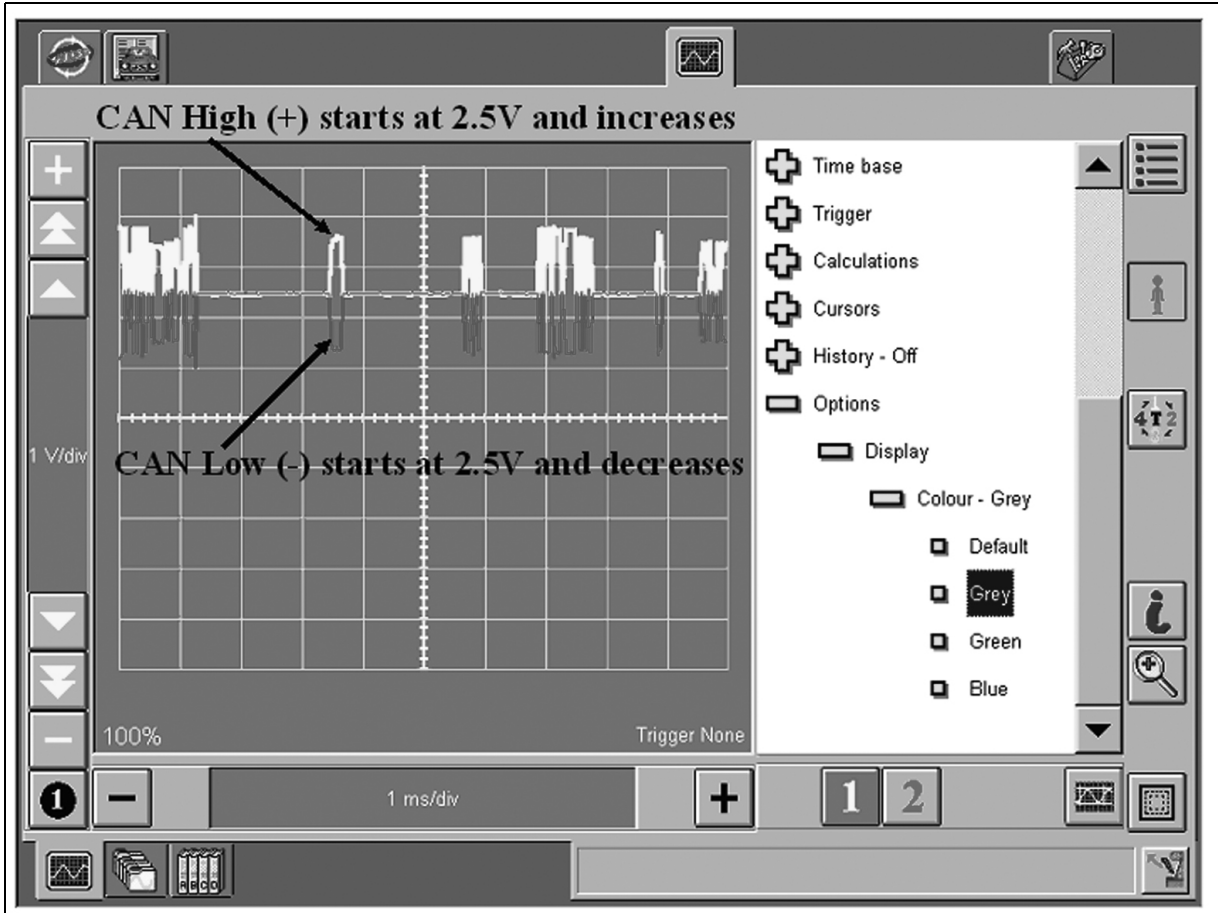 CAN High (+) starts at 2.5V and increases
Time base
Trigger
Calculations
Cursors
History - Off
Options
Display
Colour - Grey
Default
Grey
Green
Blue
1 V/div
CAN Low (-) starts at 2.5V and decreases
4T2
100%
Trigger None
1
1 ms/div
1
2
A B C D